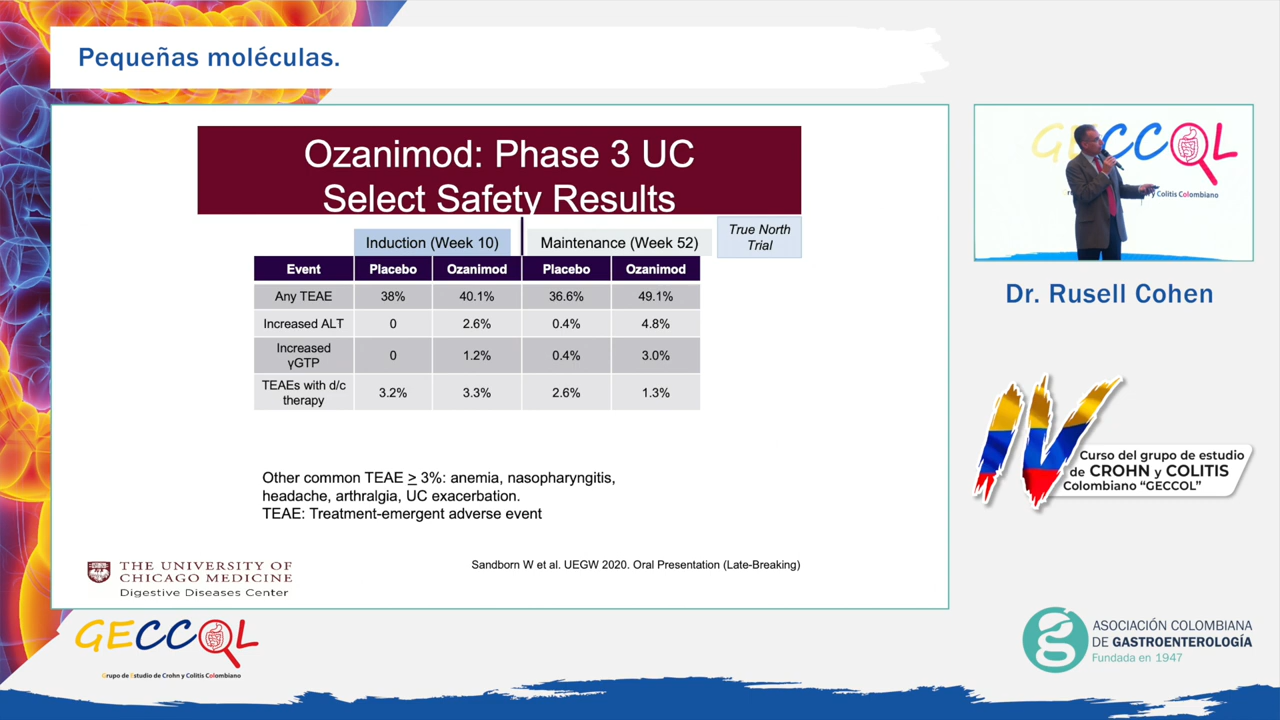 Pequeñas moléculas.
Ozanimod: Phase 3 UC
Select Safety Results
Induction (Week 10)
Maintenance (Week 52)
True North
Trial
Event Placebo Ozanimod Placebo Ozanimod
Any TEAE 38% 40.1% 36.6% 49.1%
Increased ALT 0 2.6% 0.4% 4.8%
Increased
γGTP 0 1.2% 0.4% 3.0%
TEAEs with d/c
therapy 3.2% 3.3% 2.6% 1.3%
Other common TEAE ≥ 3%: anemia, nasopharyngitis,
headache, arthralgia, UC exacerbation.
TEAE: Treatment-emergent adverse event
Sandborn W et al. UEGW 2020. Oral Presentation (Late-Breaking)
THE UNIVERSITY OF
CHICAGO MEDICINE
Digestive Diseases Center
GECCOL
Grupo de Estudio de Crohn y Colitis Colombiano
GECCOL
y Colitis Colombiano
Dr. Rusell Cohen
IV
Curso del grupo de estudio
de CROHN y COLITIS
Colombiano "GECCOL"
ASOCIACIÓN COLOMBIANA
DE GASTROENTEROLOGÍA
Fundada en 1947